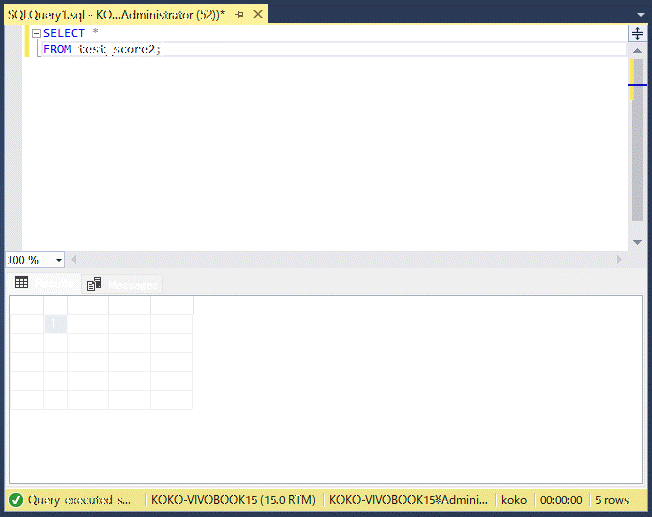 SQLQuery1.sql - KO...Administrator (52))*
SELECT *
FROM test_score2;
100 %
Results
Messages
1
Query executed s...
KOKO-VIVOBOOK15 (15.0 RTM)
KOKO-VIVOBOOK15¥Admini...
koko
00:00:00
5 rows